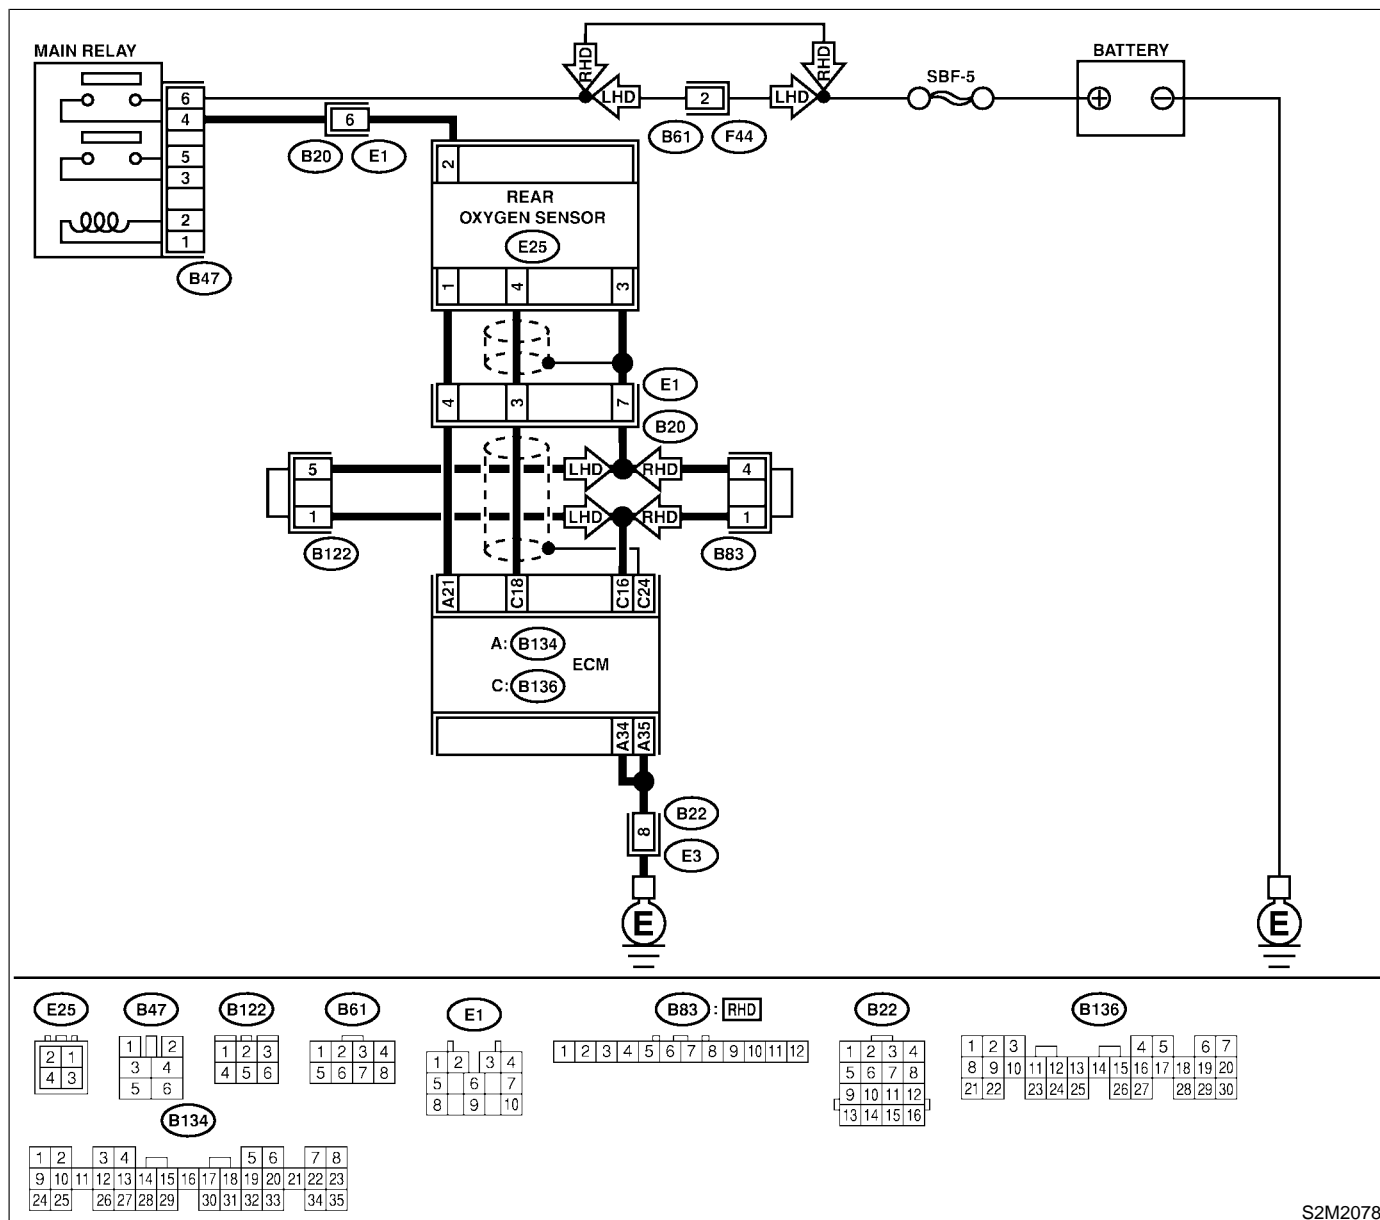 MAIN RELAY
6
4
5
3
2
1
B47
B20
E1
6
RHD
LHD
2
LHD
RHD
B61
F44
SBF-5
BATTERY
2
REAR
OXYGEN SENSOR
E25
1
4
3
E1
4
3
7
B20
5
LHD
RHD
4
1
LHD
RHD
1
B122
B83
A21
C18
C16
C24
A: B134
ECM
C: B136
A34
A35
B22
8
E3
E
E
E25
2 1
4 3
B47
1 2
3 4
5 6
B122
1 2 3
4 5 6
B61
1 2 3 4
5 6 7 8
E1
1 2 3 4
5 6 7
8 9 10
B83 : RHD
1 2 3 4 5 6 7 8 9 10 11 12
B22
1 2 3 4
5 6 7 8
9 10 11 12
13 14 15 16
B136
1 2 3 4 5 6 7
8 9 10 11 12 13 14 15 16 17 18 19 20
21 22 23 24 25 26 27 28 29 30
B134
1 2 3 4 5 6 7 8
9 10 11 12 13 14 15 16 17 18 19 20 21 22 23
24 25 26 27 28 29 30 31 32 33 34 35
S2M2078